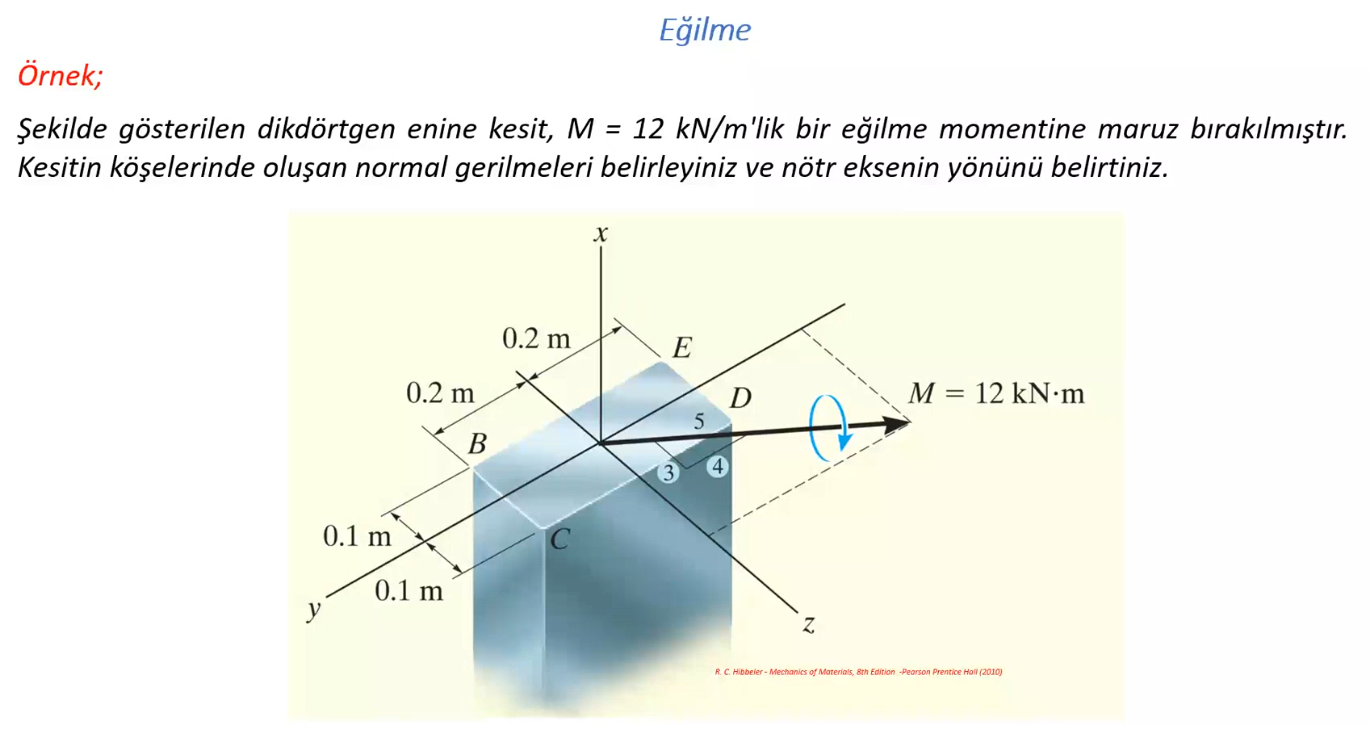 Eğilme
Örnek;
Şekilde gösterilen dikdörtgen enine kesit, M = 12 kN/m'lik bir eğilme momentine maruz bırakılmıştır.
Kesitin köşelerinde oluşan normal gerilmeleri belirleyiniz ve nötr eksenin yönünü belirtiniz.
x
0.2 m
E
0.2 m
D
M = 12 kN·m
5
B
3
4
0.1 m
C
0.1 m
y
z
R. C. Hibbeler - Mechanics of Materials, 8th Edition -Pearson Prentice Hall (2010)